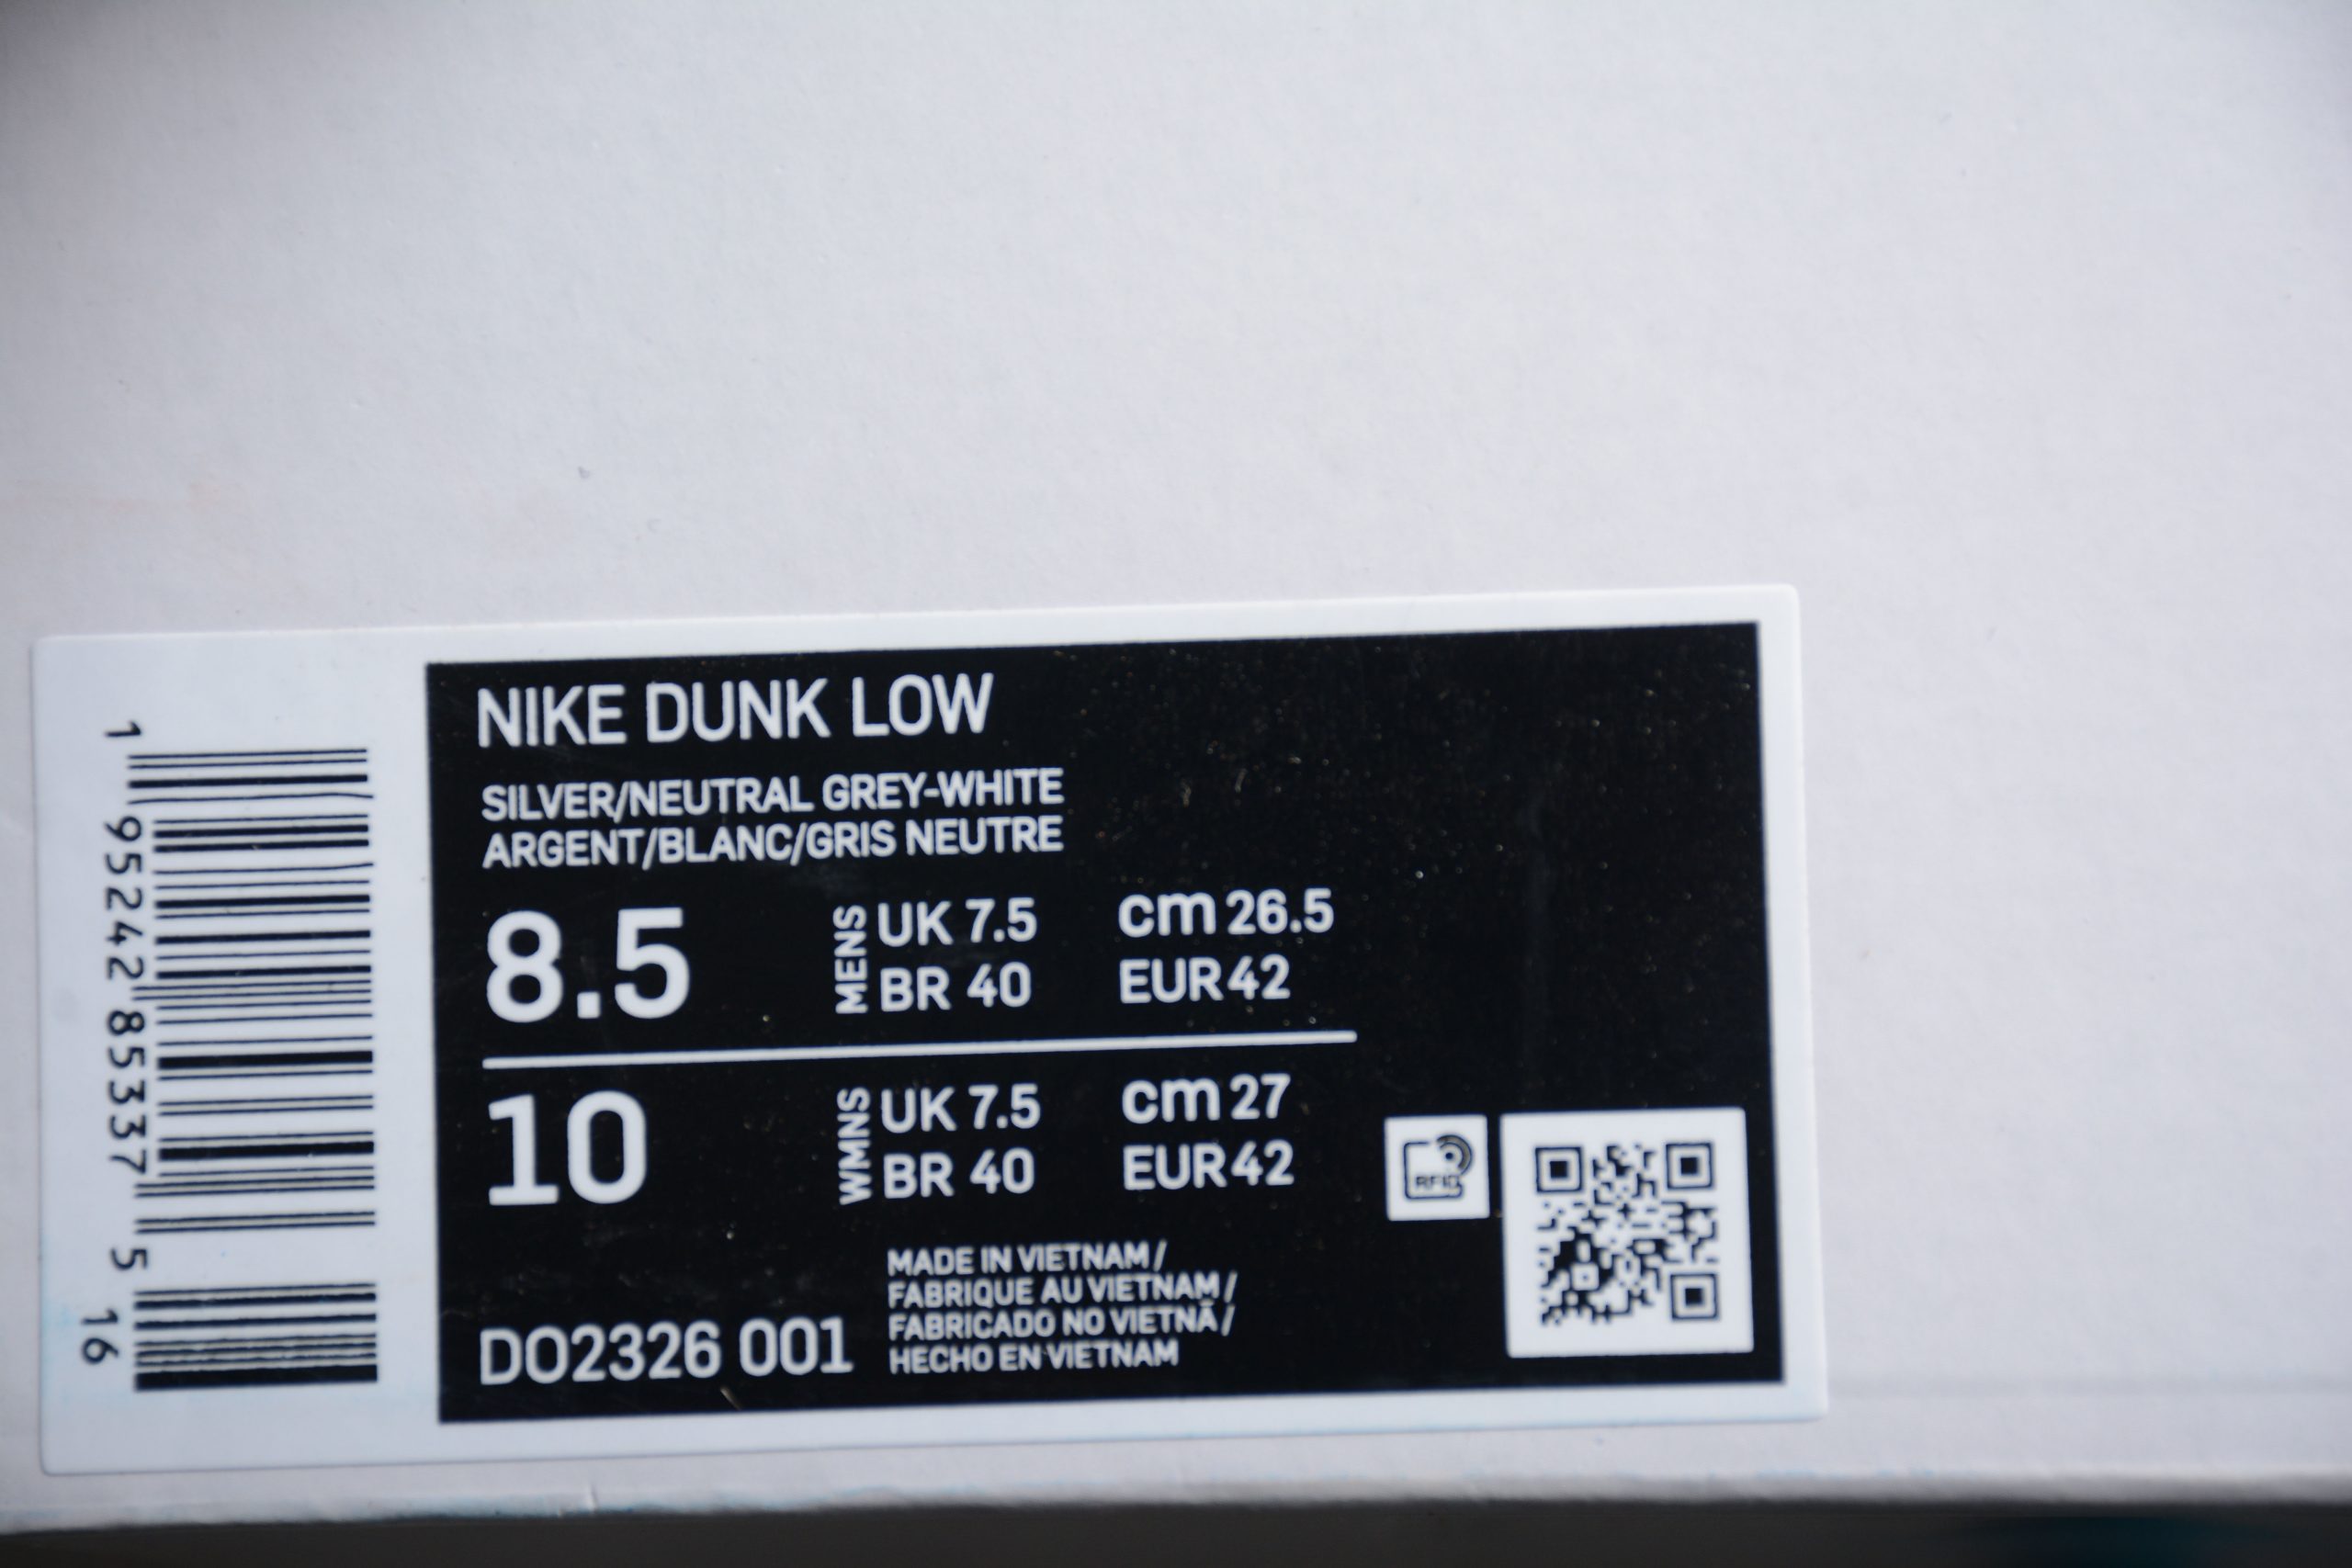 NIKE DUNK LOW
SILVER/NEUTRAL GREY-WHITE
ARGENT/BLANC/GRIS NEUTRE
8.5 MENS UK 7.5 cm 26.5
BR 40 EUR 42
10 WMNS UK 7.5 cm 27
BR 40 EUR 42
DO2326 001
MADE IN VIETNAM /
FABRIQUE AU VIETNAM /
FABRICADO NO VIETNÃ /
HECHO EN VIETNAM
RFID
1 95242 85337 5 16